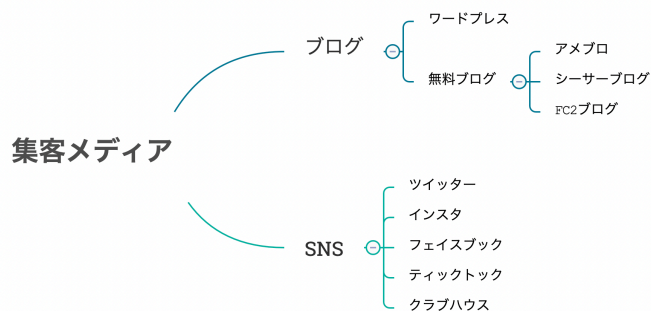 集客メディア
ブログ
ワードプレス
無料ブログ
アメブロ
シーサーブログ
FC2ブログ
SNS
ツイッター
インスタ
フェイスブック
ティックトック
クラブハウス